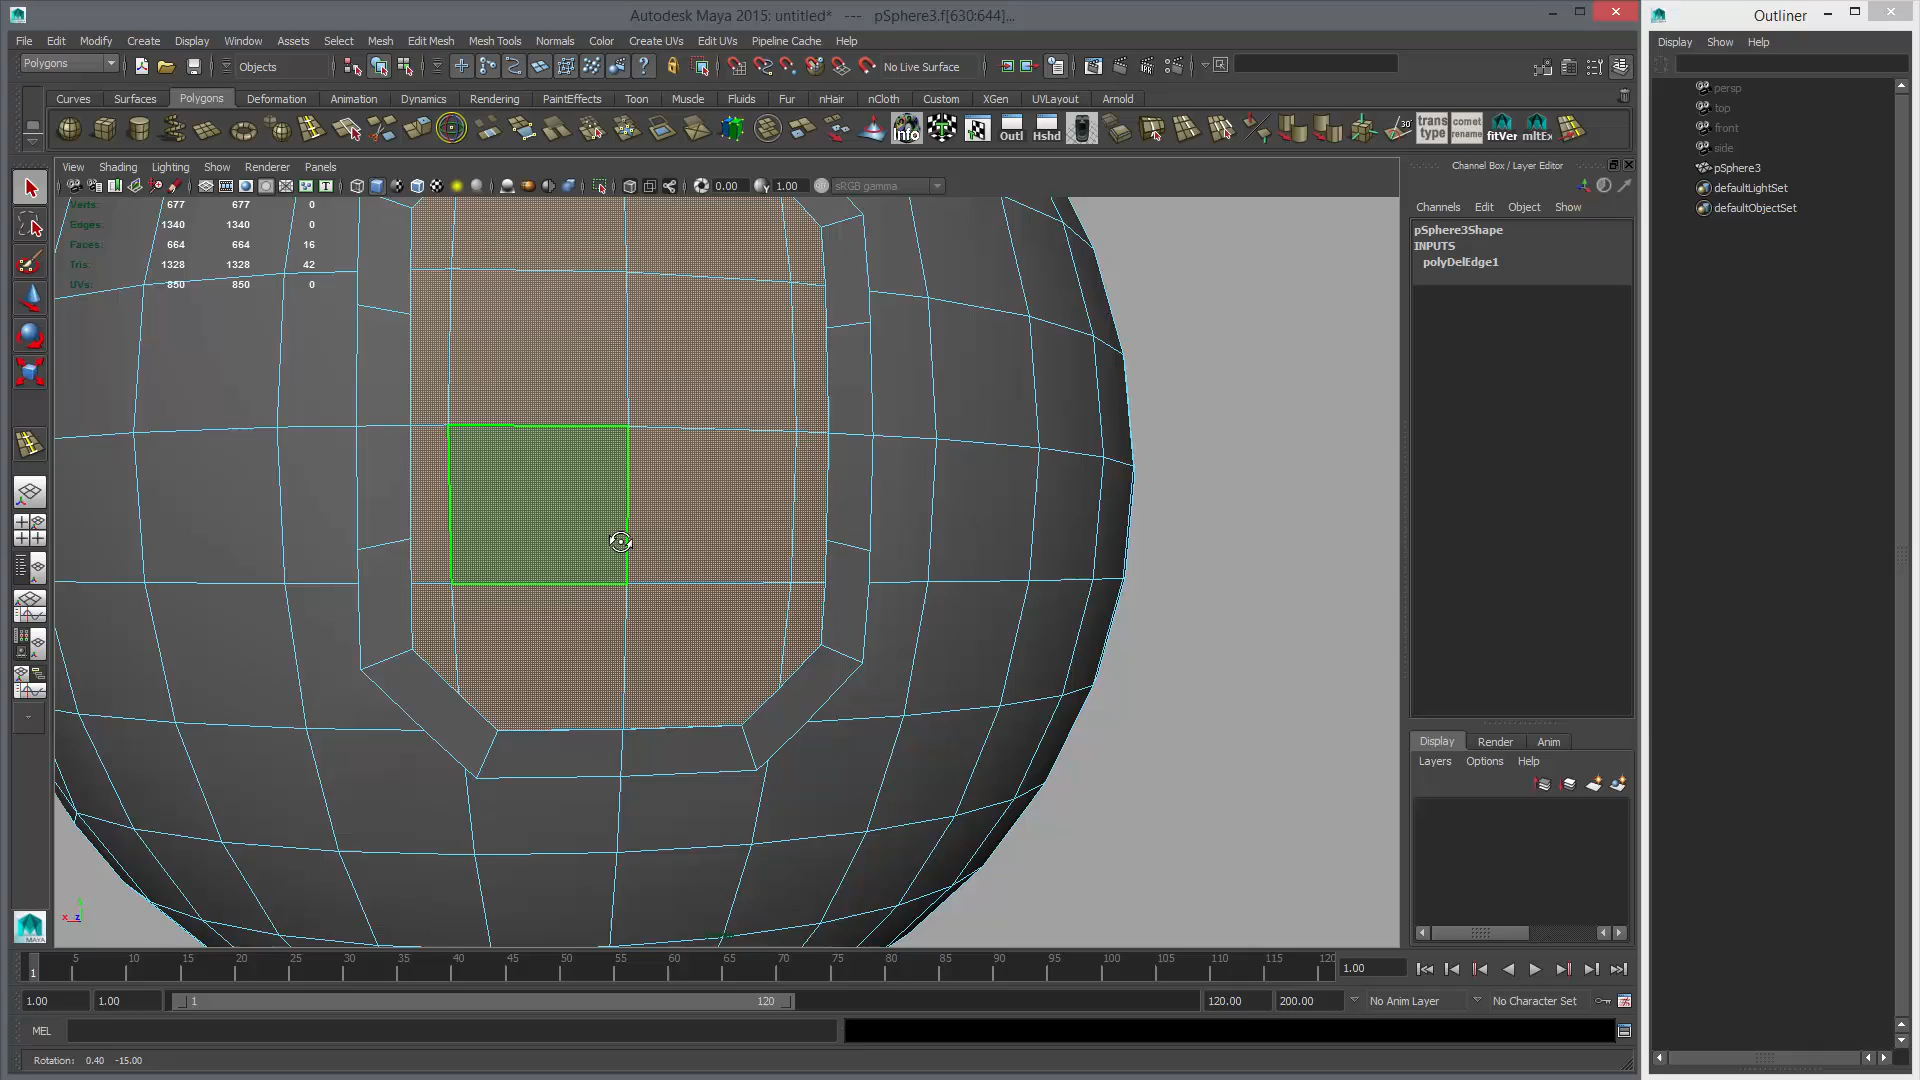 Autodesk Maya 2015: untitled*   ---   pSphere3.f[630:644]...
Outliner
File Edit Modify Create Display Window Assets Select Mesh Edit Mesh Mesh Tools Normals Color Create UVs Edit UVs Pipeline Cache Help
Display Show Help
Polygons
Objects
No Live Surface
Curves Surfaces Polygons Deformation Animation Dynamics Rendering PaintEffects Toon Muscle Fluids Fur nHair nCloth Custom XGen UVLayout Arnold
persp
top
front
side
pSphere3
defaultLightSet
defaultObjectSet
Info Outl Hshd 30 trans type comet rename fitVer mltEx
View Shading Lighting Show Renderer Panels
0.00 1.00 sRGB gamma
Channel Box / Layer Editor
Channels Edit Object Show
Verts: 677 677 0
Edges: 1340 1340 0
Faces: 664 664 16
Tris: 1328 1328 42
UVs: 850 850 0
pSphere3Shape
INPUTS
polyDelEdge1
Display Render Anim
Layers Options Help
x z
MAYA
1 5 10 15 20 25 30 35 40 45 50 55 60 65 70 75 80 85 90 95 100 105 110 115 120
1.00
1.00 1.00 1 120 120.00 200.00 No Anim Layer No Character Set
MEL
Rotation: 0.40 -15.00